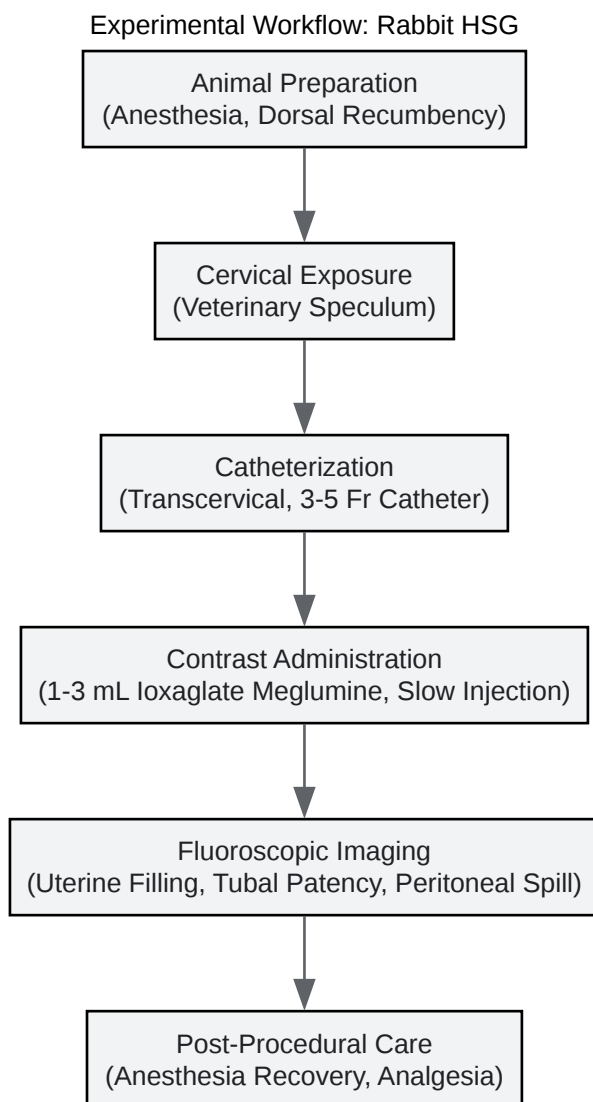 Experimental Workflow: Rabbit HSG
Animal Preparation
(Anesthesia, Dorsal Recumbency)
Cervical Exposure
(Veterinary Speculum)
Catheterization
(Transcervical, 3-5 Fr Catheter)
Contrast Administration
(1-3 mL Ioxaglate Meglumine, Slow Injection)
Fluoroscopic Imaging
(Uterine Filling, Tubal Patency, Peritoneal Spill)
Post-Procedural Care
(Anesthesia Recovery, Analgesia)